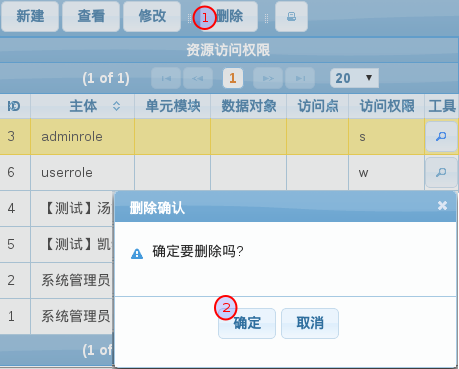 新建 查看 修改 1 删除
资源访问权限
(1 of 1) 1 20
ID 主体 单元模块 数据对象 访问点 访问权限 工具
3 adminrole s
6 userrole w
4 【测试】汤
删除确认
5 【测试】凯
确定要删除吗?
2 系统管理员
1 系统管理员
2 确定 取消
(1 of